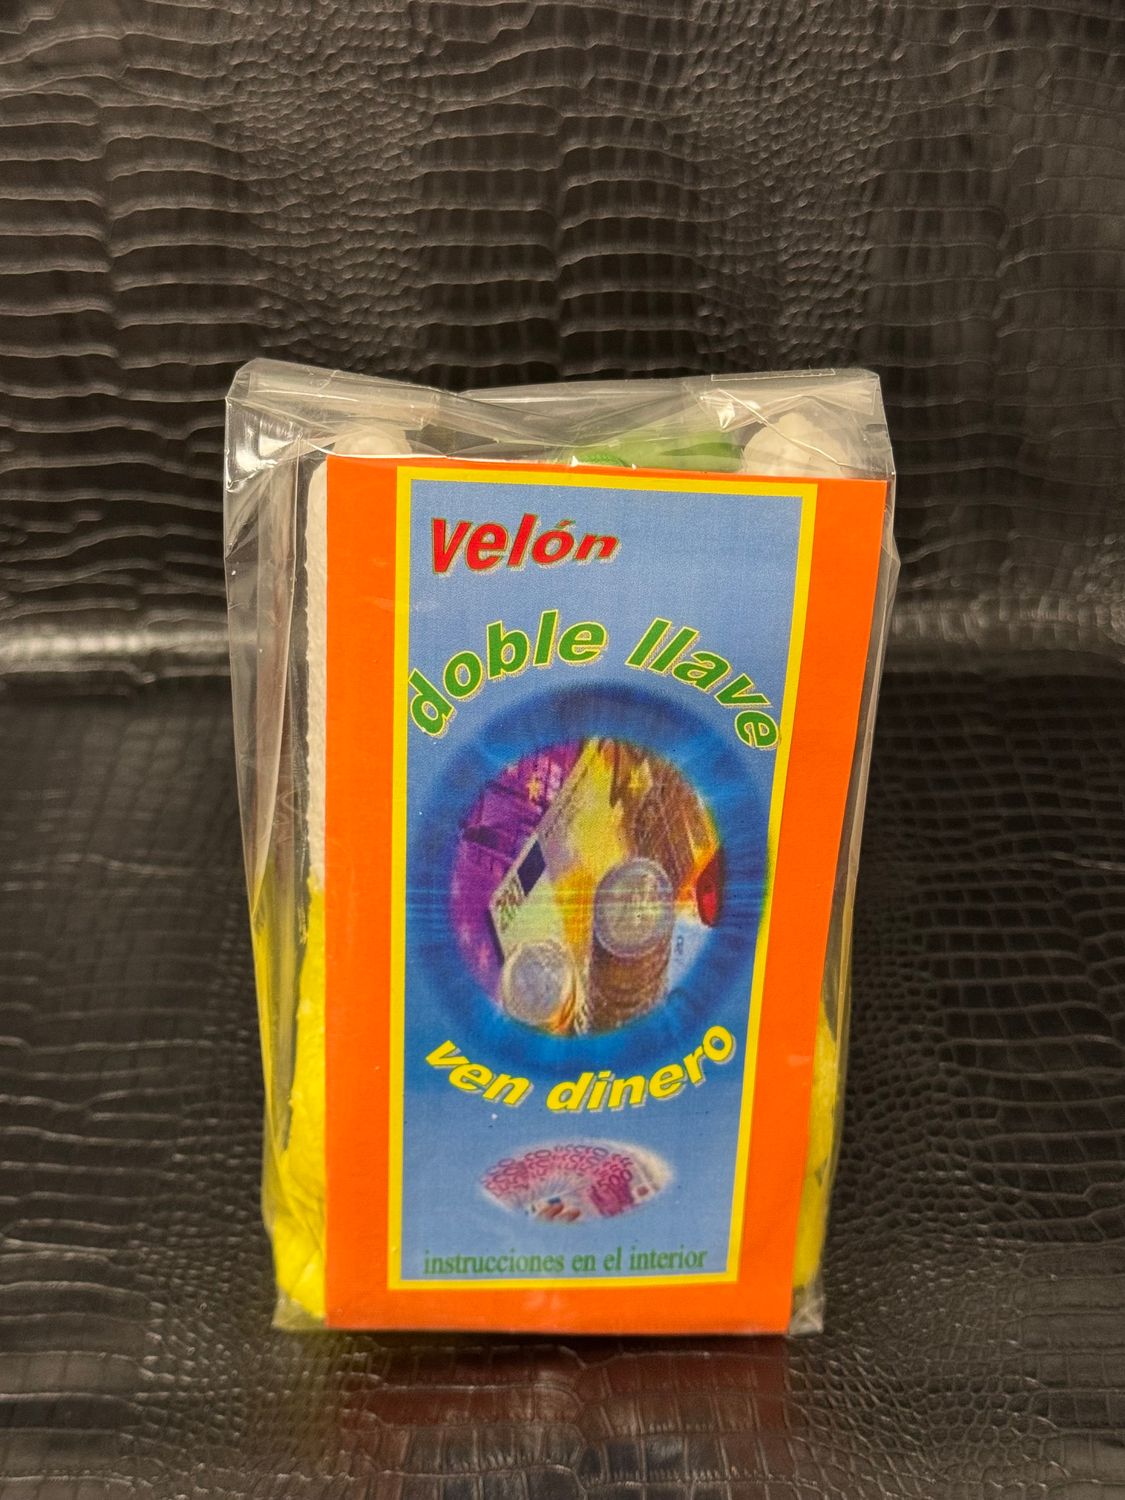 velón
doble llave
ven dinero
instrucciones en el interior